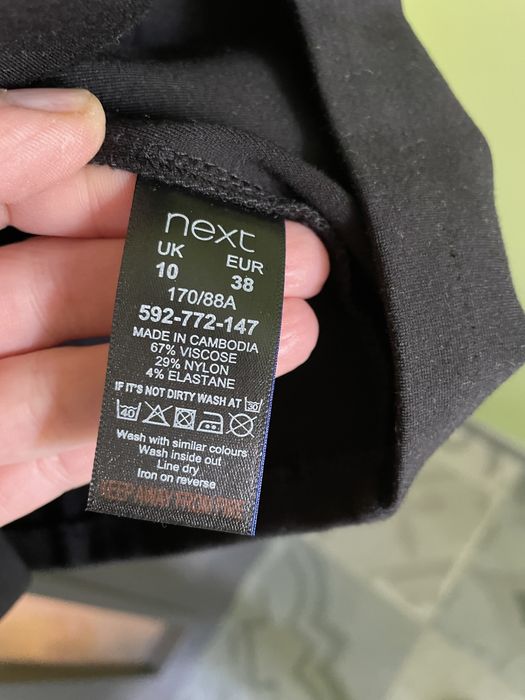 next
UK EUR
10 38
170/88A
592-772-147
MADE IN CAMBODIA
67% VISCOSE
29% NYLON
4% ELASTANE
IF IT'S NOT DIRTY WASH AT 30
40
Wash with similar colours
Wash inside out
Line dry
Iron on reverse
KEEP AWAY FROM FIRE